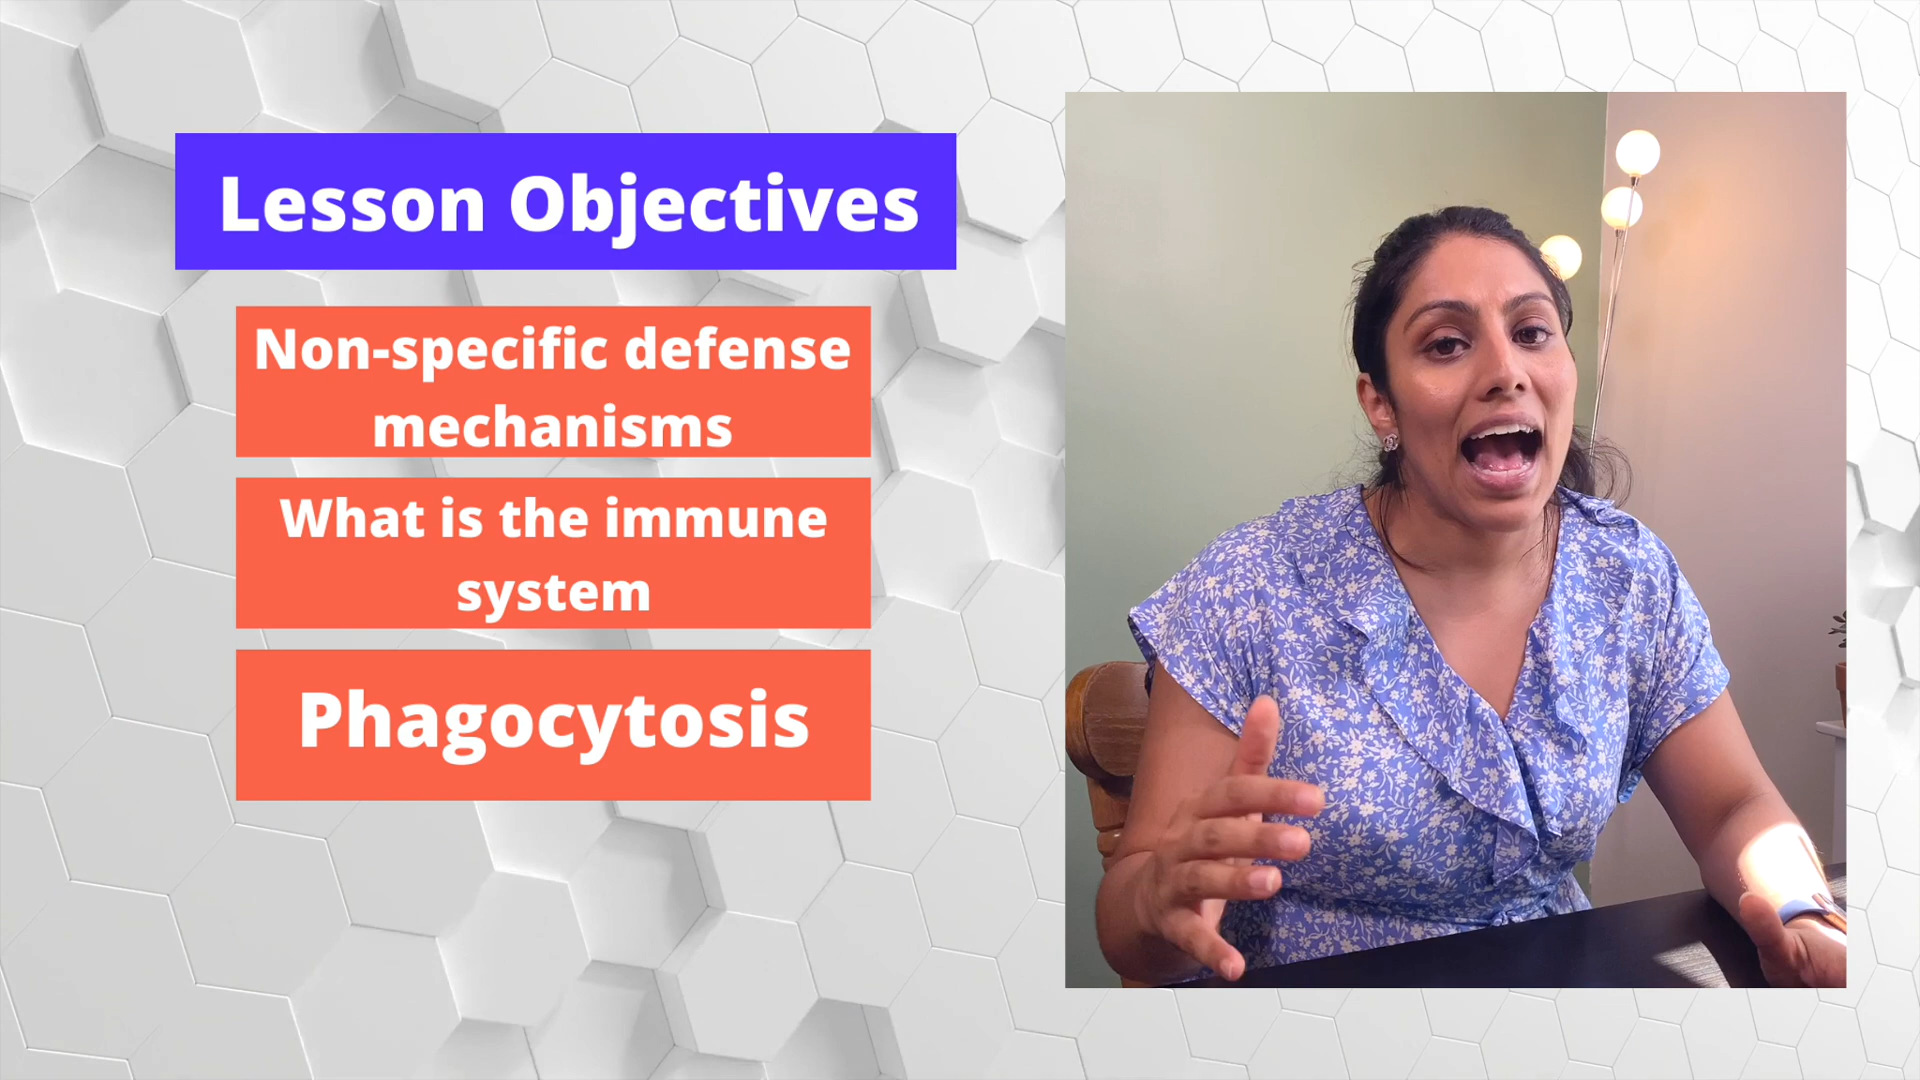 Lesson Objectives
Non-specific defense
mechanisms
What is the immune
system
Phagocytosis